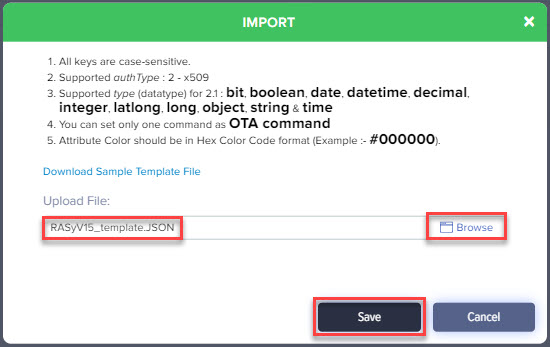 IMPORT
1. All keys are case-sensitive.
2. Supported authType : 2 - x509
3. Supported type (datatype) for 2.1 : bit, boolean, date, datetime, decimal,
integer, latlong, long, object, string & time
4. You can set only one command as OTA command
5. Attribute Color should be in Hex Color Code format (Example :- #000000).
Download Sample Template File
Upload File:
RASyV15_template.JSON
Browse
Save
Cancel